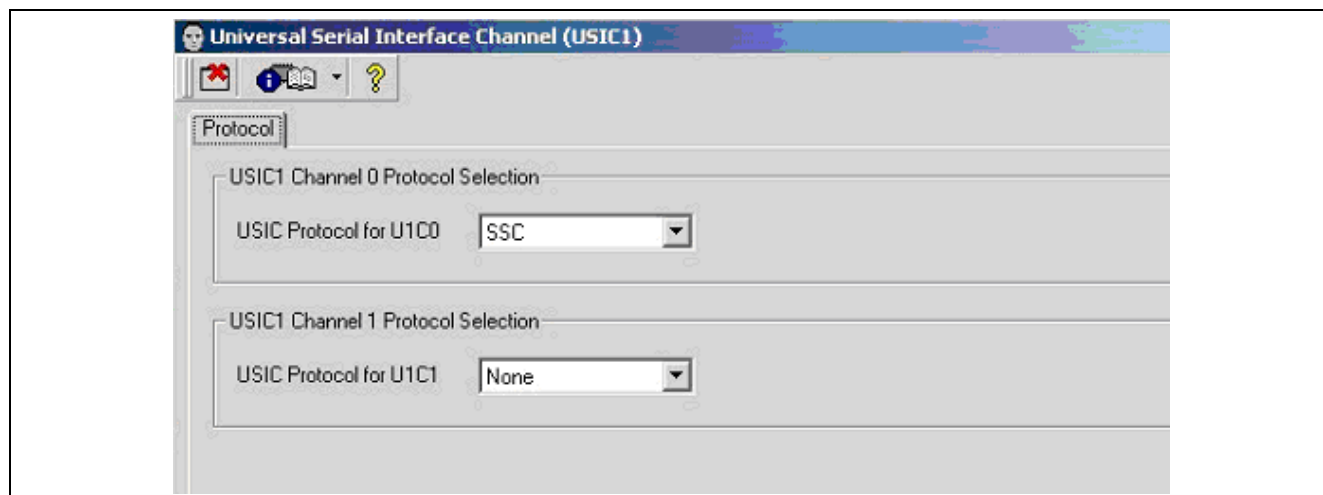 Universal Serial Interface Channel (USIC1)
Protocol
USIC1 Channel 0 Protocol Selection
USIC Protocol for U1C0 SSC
USIC1 Channel 1 Protocol Selection
USIC Protocol for U1C1 None